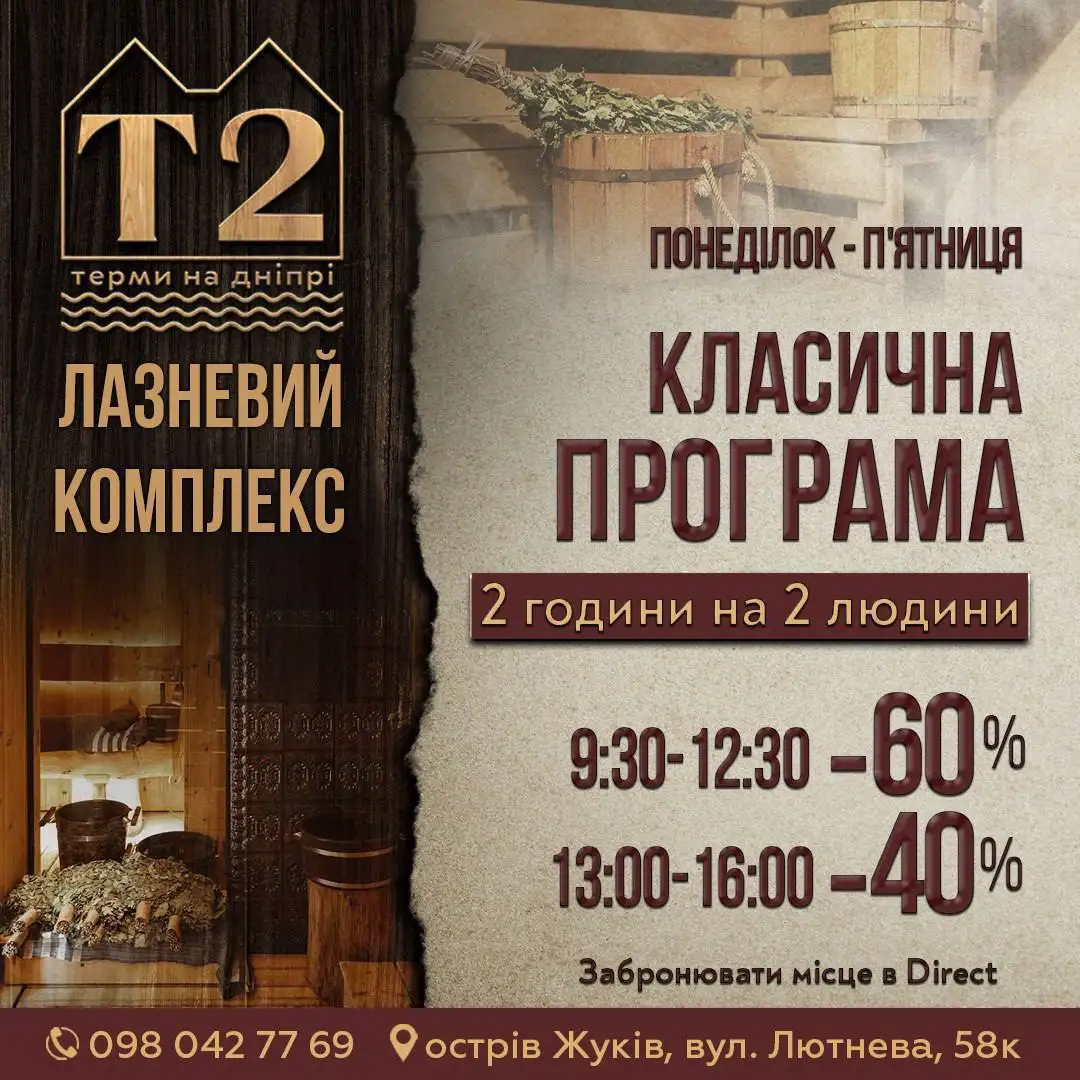 Т2
терми на дніпрі
ЛАЗНЕВИЙ
КОМПЛЕКС
ПОНЕДІЛОК - П'ЯТНИЦЯ
КЛАСИЧНА
ПРОГРАМА
2 години на 2 людини
9:30-12:30 -60%
13:00-16:00 -40%
Забронювати місце в Direct
098 042 77 69 острів Жуків, вул. Лютнева, 58к